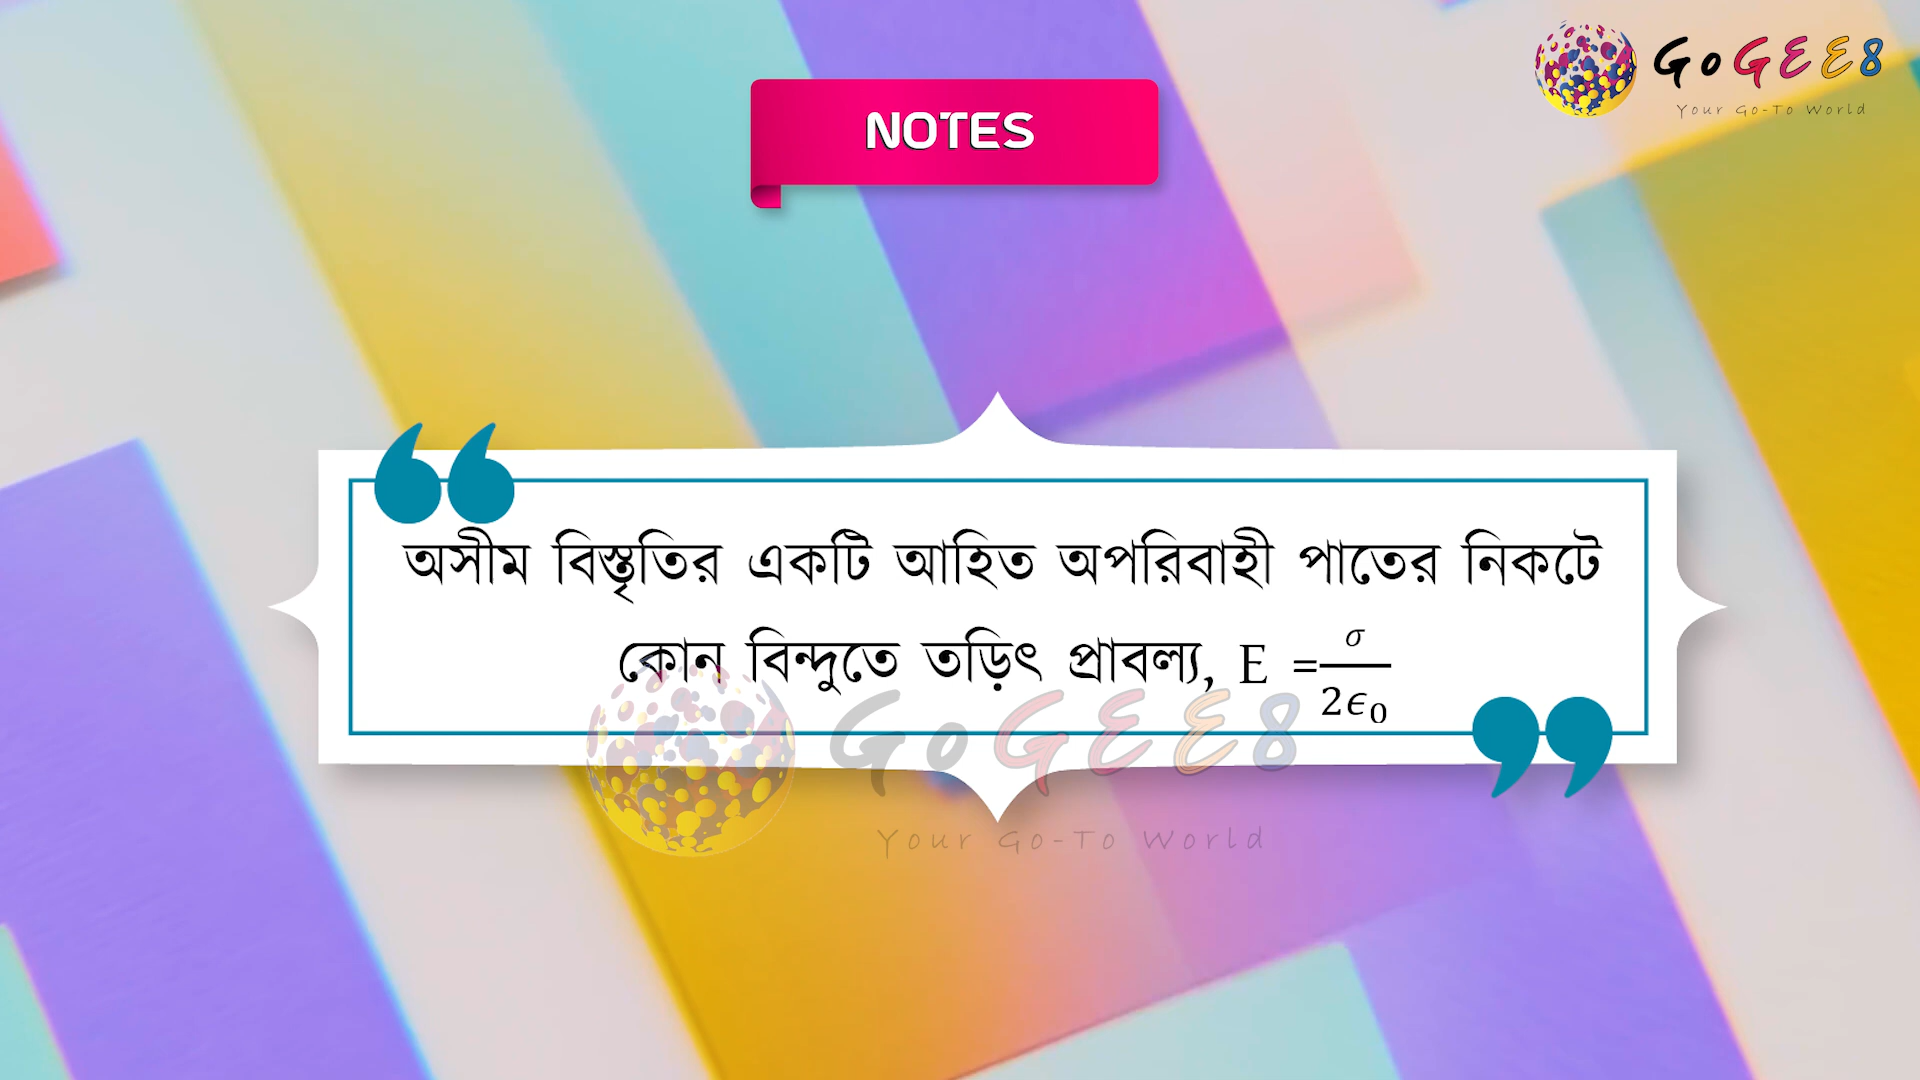 GoGEE8
Your Go-To World
NOTES
অসীম বিস্তৃতির একটি আহিত অপরিবাহী পাতের নিকটে
কোন বিন্দুতে তড়িৎ প্রাবল্য, E = σ/2ϵ₀
GoGEE8
Your Go-To World